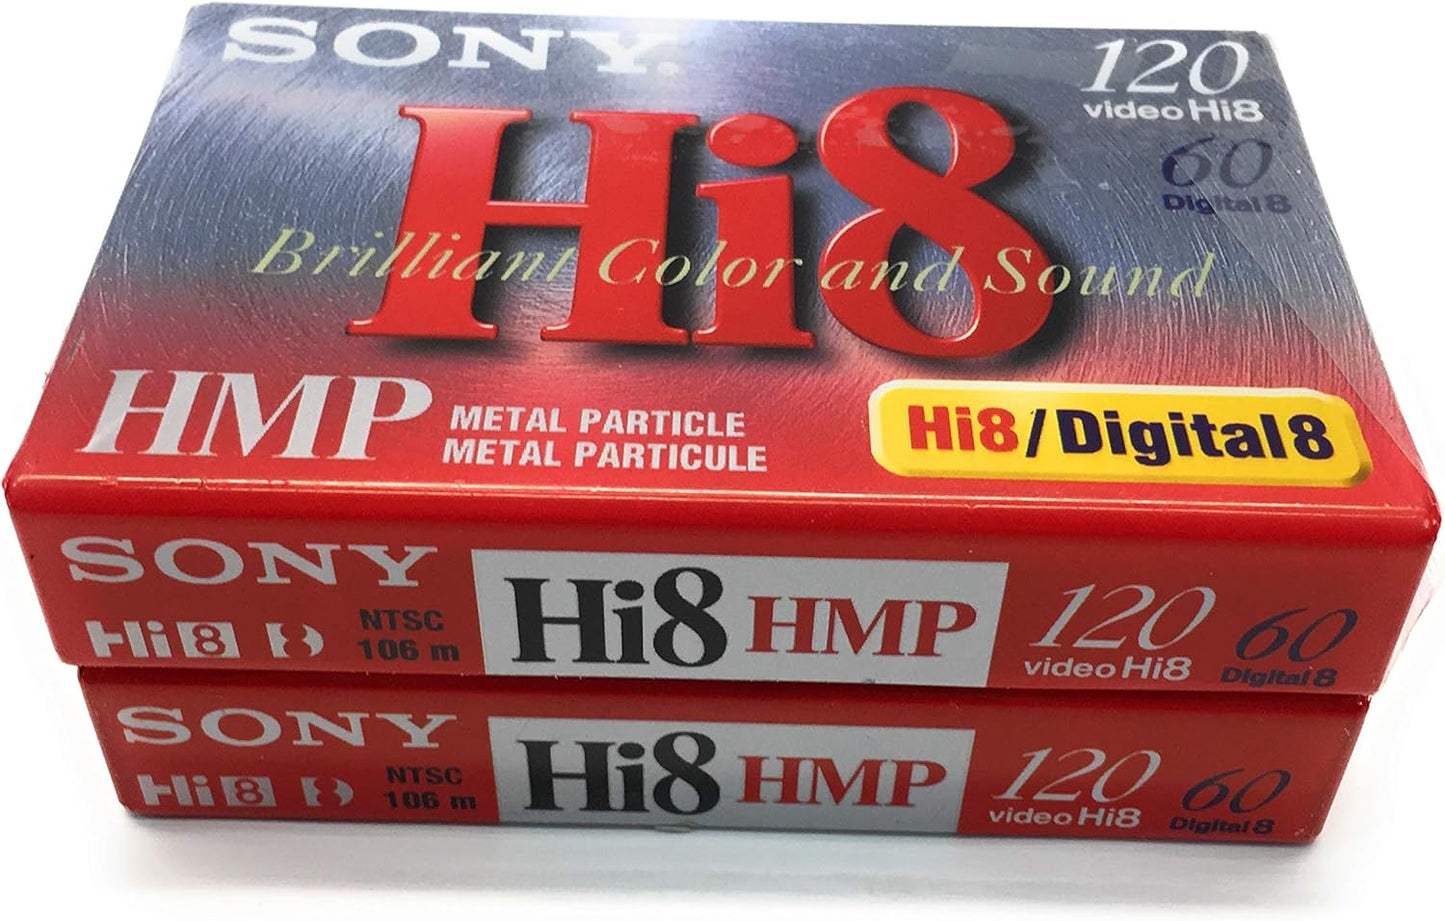 SONY
120
video Hi8
60
Digital 8
Hi8
Brilliant Color and Sound
HMP METAL PARTICLE
METAL PARTICULE
Hi8/Digital8
SONY
Hi8
NTSC
106 m
Hi8 HMP
120
video Hi8
60
Digital 8
SONY
Hi8
NTSC
106 m
Hi8 HMP
120
video Hi8
60
Digital 8